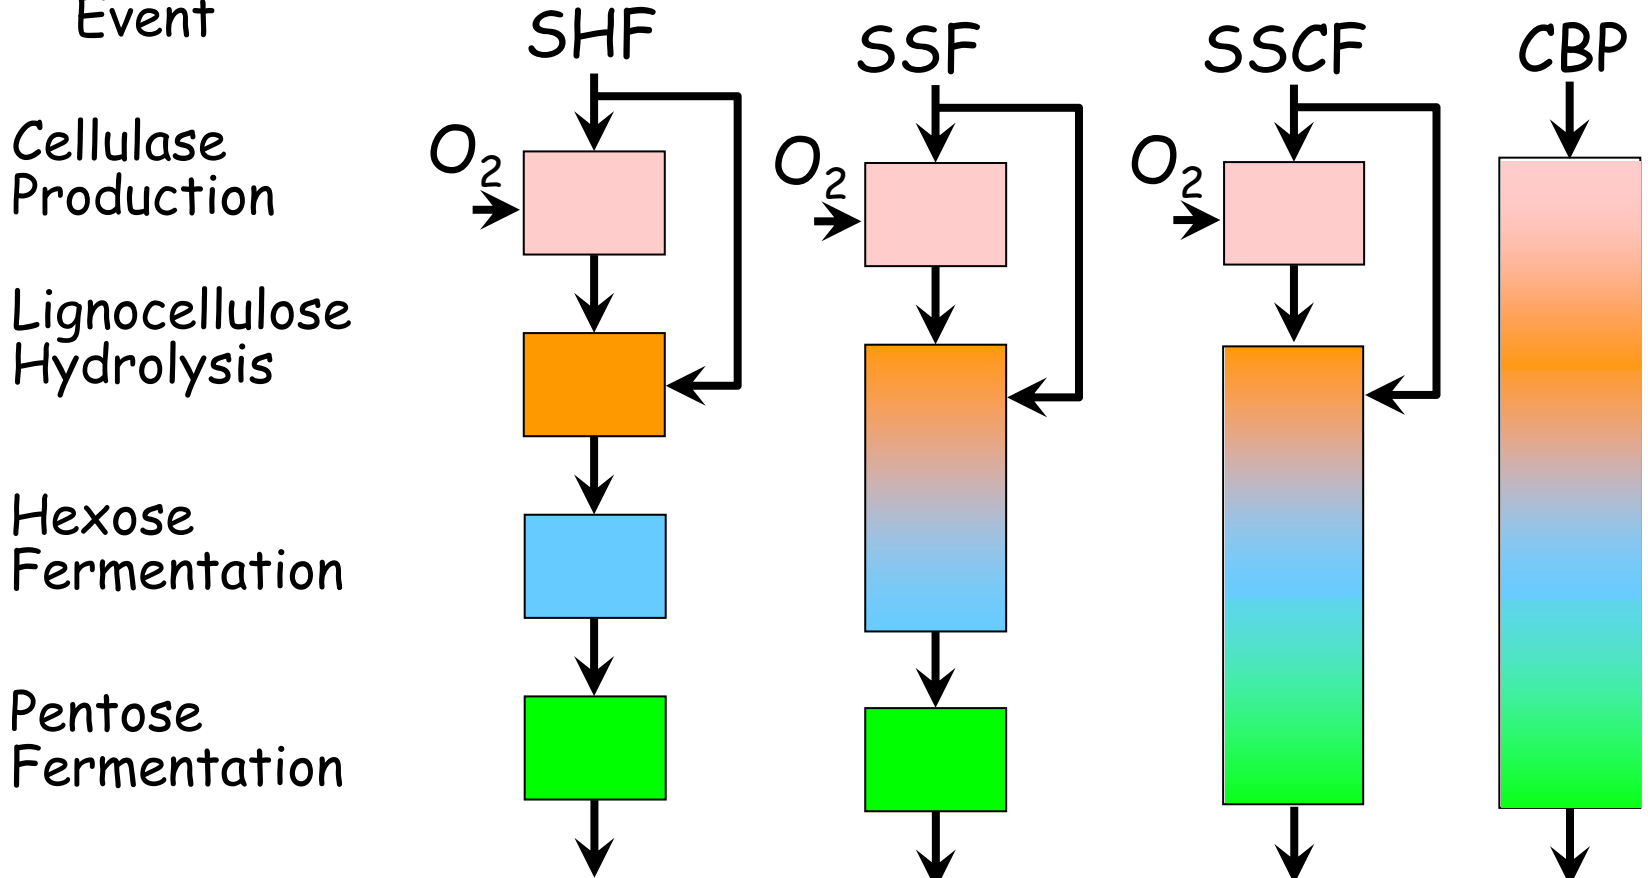 Event SHF SSF SSCF CBP
Cellulase
Production
O2 O2 O2
Lignocellulose
Hydrolysis
Hexose
Fermentation
Pentose
Fermentation